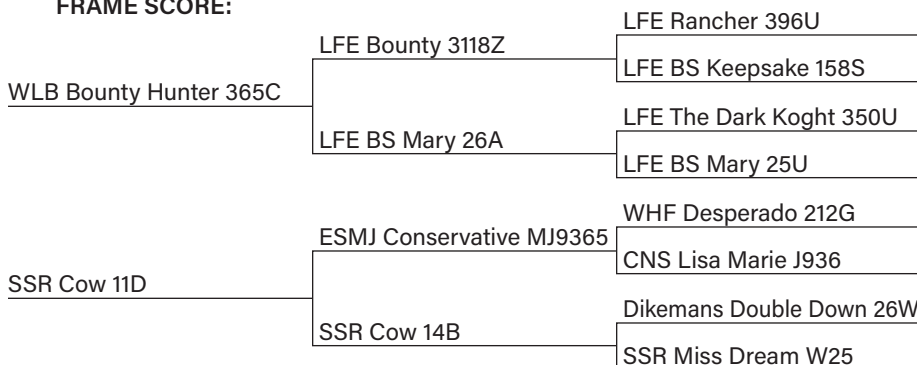 FRAME SCORE:
LFE Rancher 396U
LFE Bounty 3118Z
LFE BS Keepsake 158S
WLB Bounty Hunter 365C
LFE The Dark Koght 350U
LFE BS Mary 26A
LFE BS Mary 25U
WHF Desperado 212G
ESMJ Conservative MJ9365
CNS Lisa Marie J936
SSR Cow 11D
Dikemans Double Down 26W
SSR Cow 14B
SSR Miss Dream W25